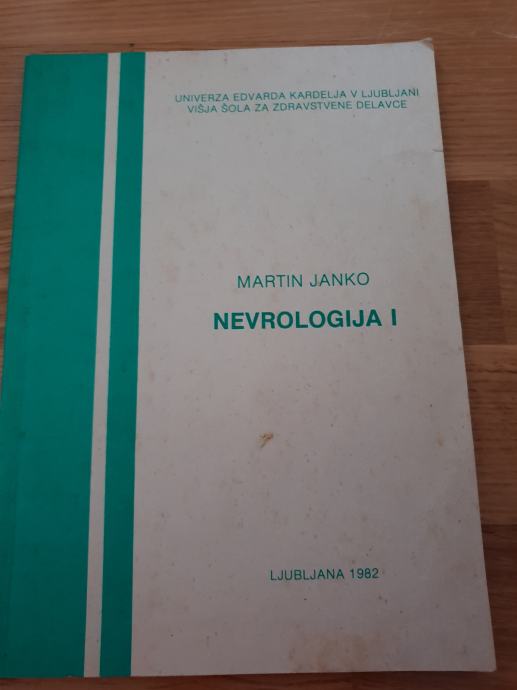 UNIVERZA EDVARDA KARDELJA V LJUBLJANI
VIŠJA ŠOLA ZA ZDRAVSTVENE DELAVCE
MARTIN JANKO
NEVROLOGIJA I
LJUBLJANA 1982